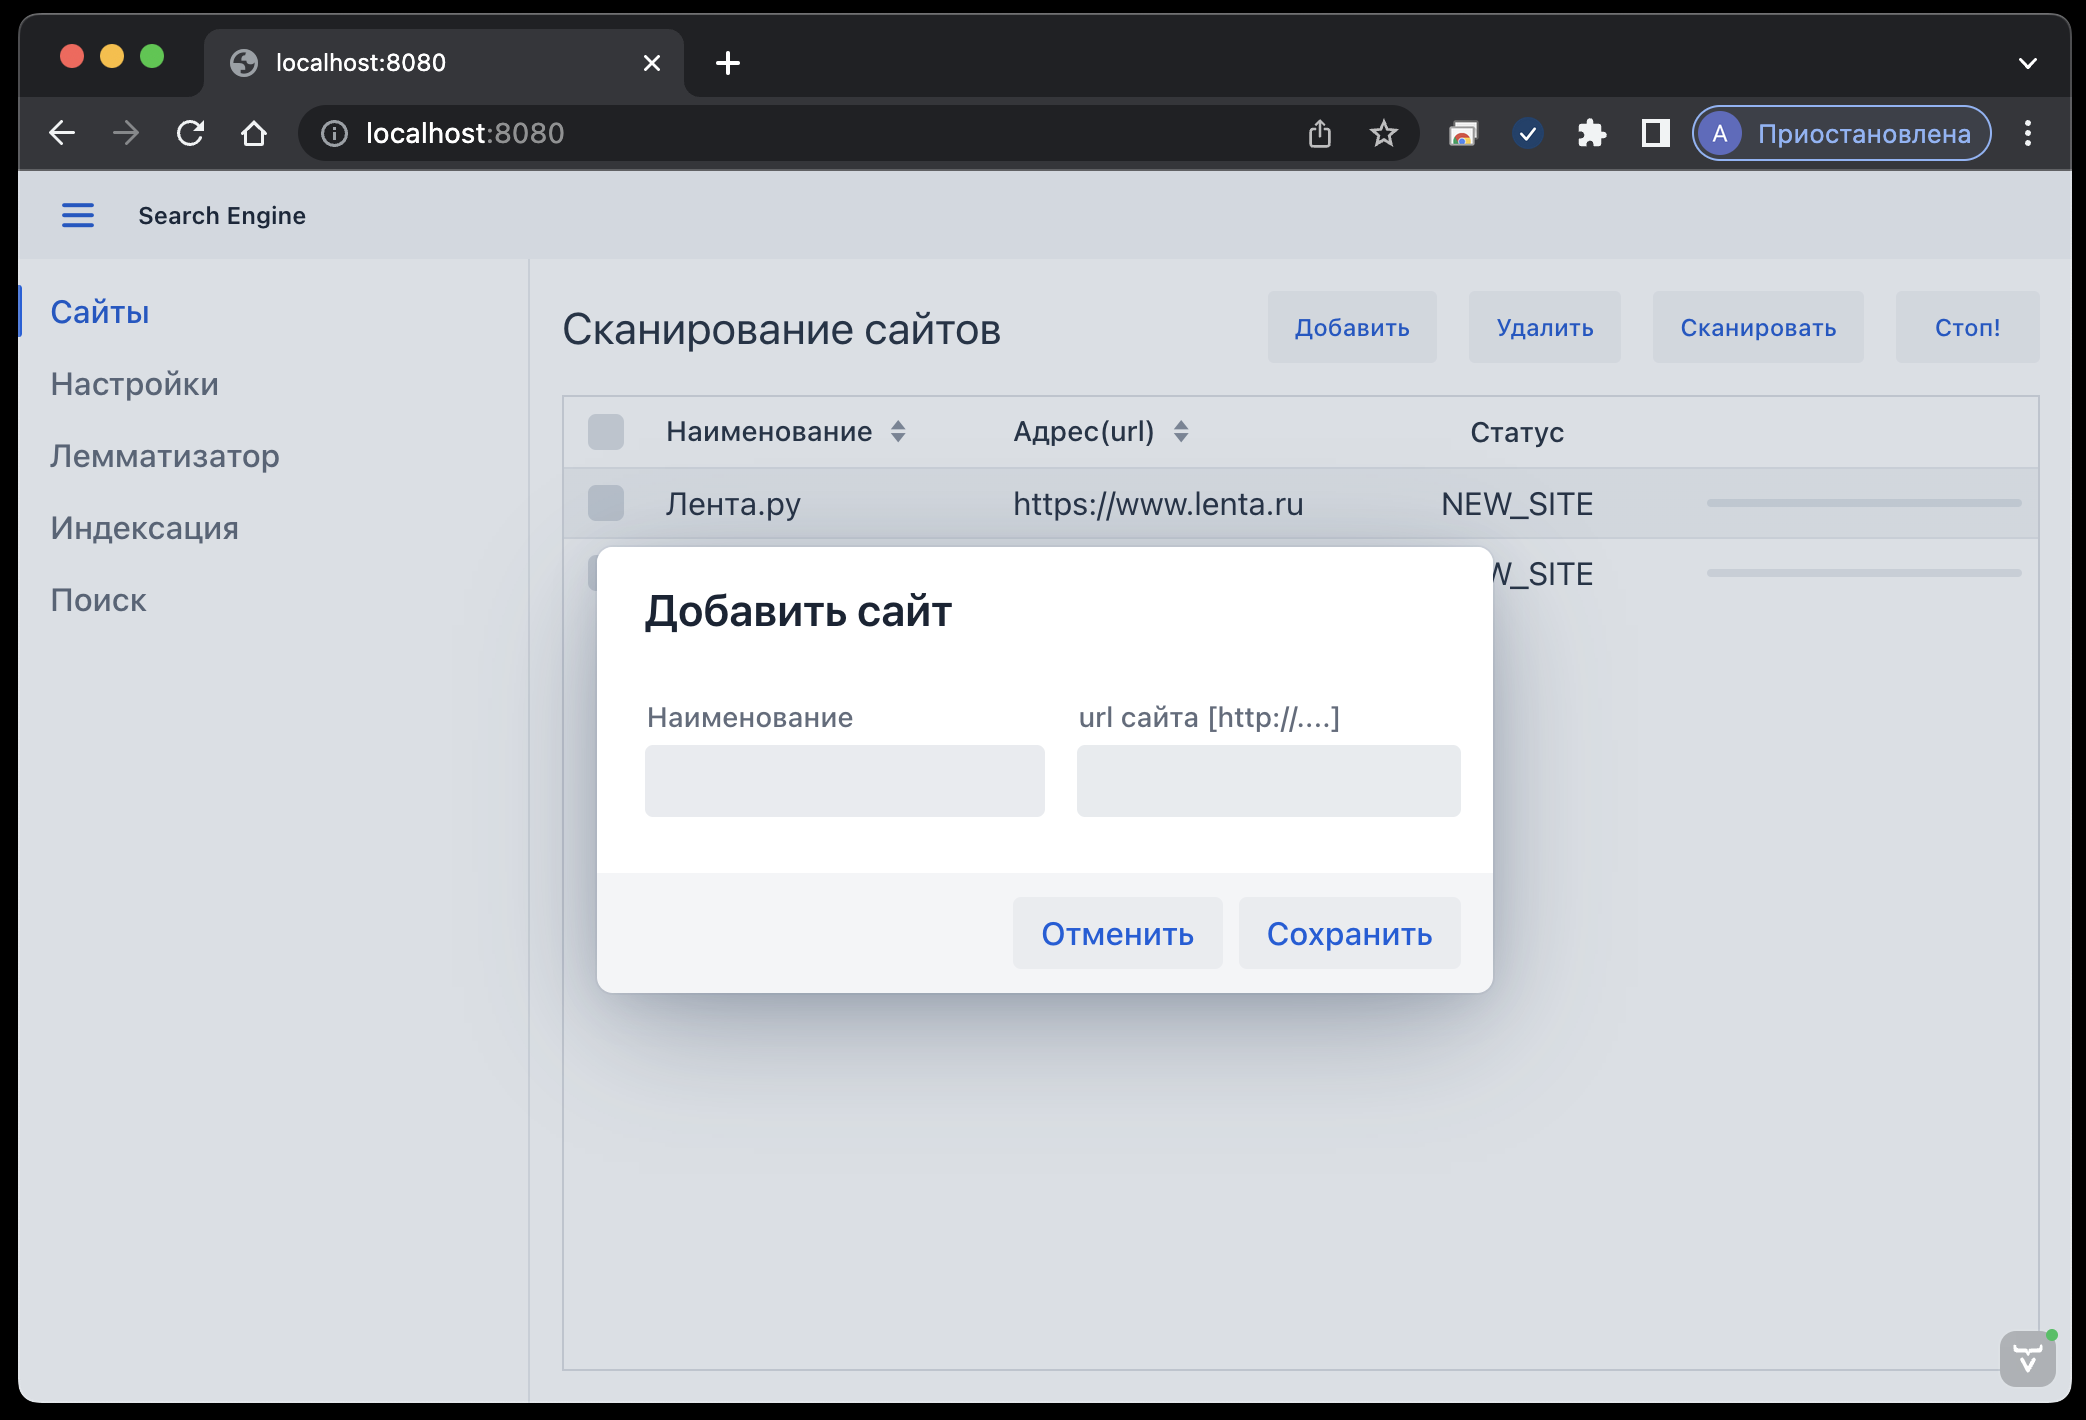 localhost:8080
localhost:8080
A Приостановлена
Search Engine
Сайты
Настройки
Лемматизатор
Индексация
Поиск
Сканирование сайтов
Добавить Удалить Сканировать Стоп!
Наименование Адрес(url) Статус
Лента.ру https://www.lenta.ru NEW_SITE
W_SITE
Добавить сайт
Наименование url сайта [http://....]
Отменить Сохранить